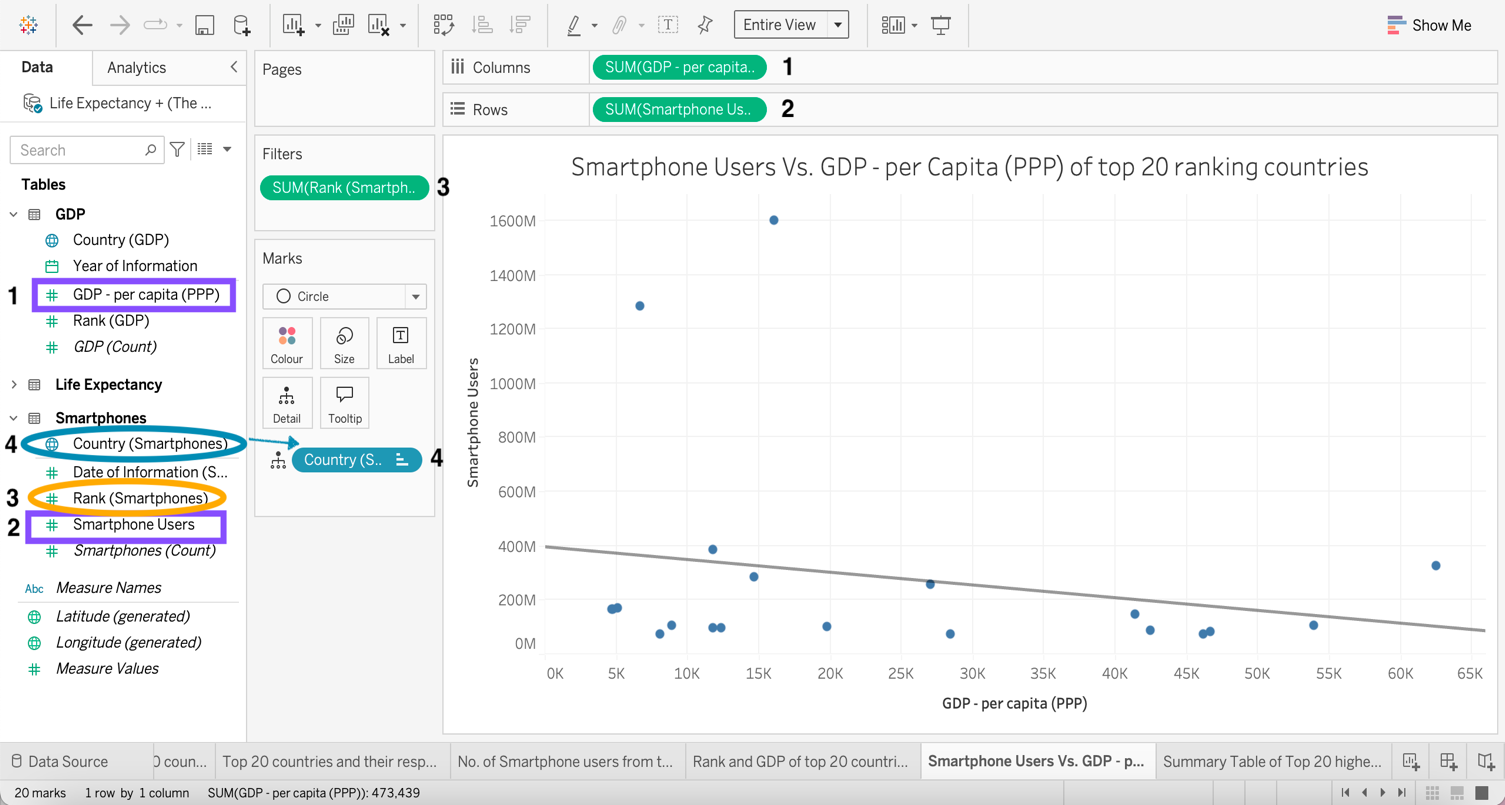 Entire View
Show Me
Data
Analytics
Life Expectancy + (The ...
Search
Tables
GDP
Country (GDP)
Year of Information
1
GDP - per capita (PPP)
Rank (GDP)
GDP (Count)
Life Expectancy
Smartphones
4
Country (Smartphones)
Date of Information (S...
3
Rank (Smartphones)
2
Smartphone Users
Smartphones (Count)
Abc
Measure Names
Latitude (generated)
Longitude (generated)
Measure Values
Pages
Filters
SUM(Rank (Smartph..
3
Marks
Circle
Colour
Size
Label
Detail
Tooltip
Country (S..
4
Columns
SUM(GDP - per capita..
1
Rows
SUM(Smartphone Us..
2
Smartphone Users Vs. GDP - per Capita (PPP) of top 20 ranking countries
Smartphone Users
1600M
1400M
1200M
1000M
800M
600M
400M
200M
0M
0K 5K 10K 15K 20K 25K 30K 35K 40K 45K 50K 55K 60K 65K
GDP - per capita (PPP)
Data Source
0 coun...
Top 20 countries and their resp...
No. of Smartphone users from t...
Rank and GDP of top 20 countri...
Smartphone Users Vs. GDP - p...
Summary Table of Top 20 highe...
20 marks 1 row by 1 column SUM(GDP - per capita (PPP)): 473,439